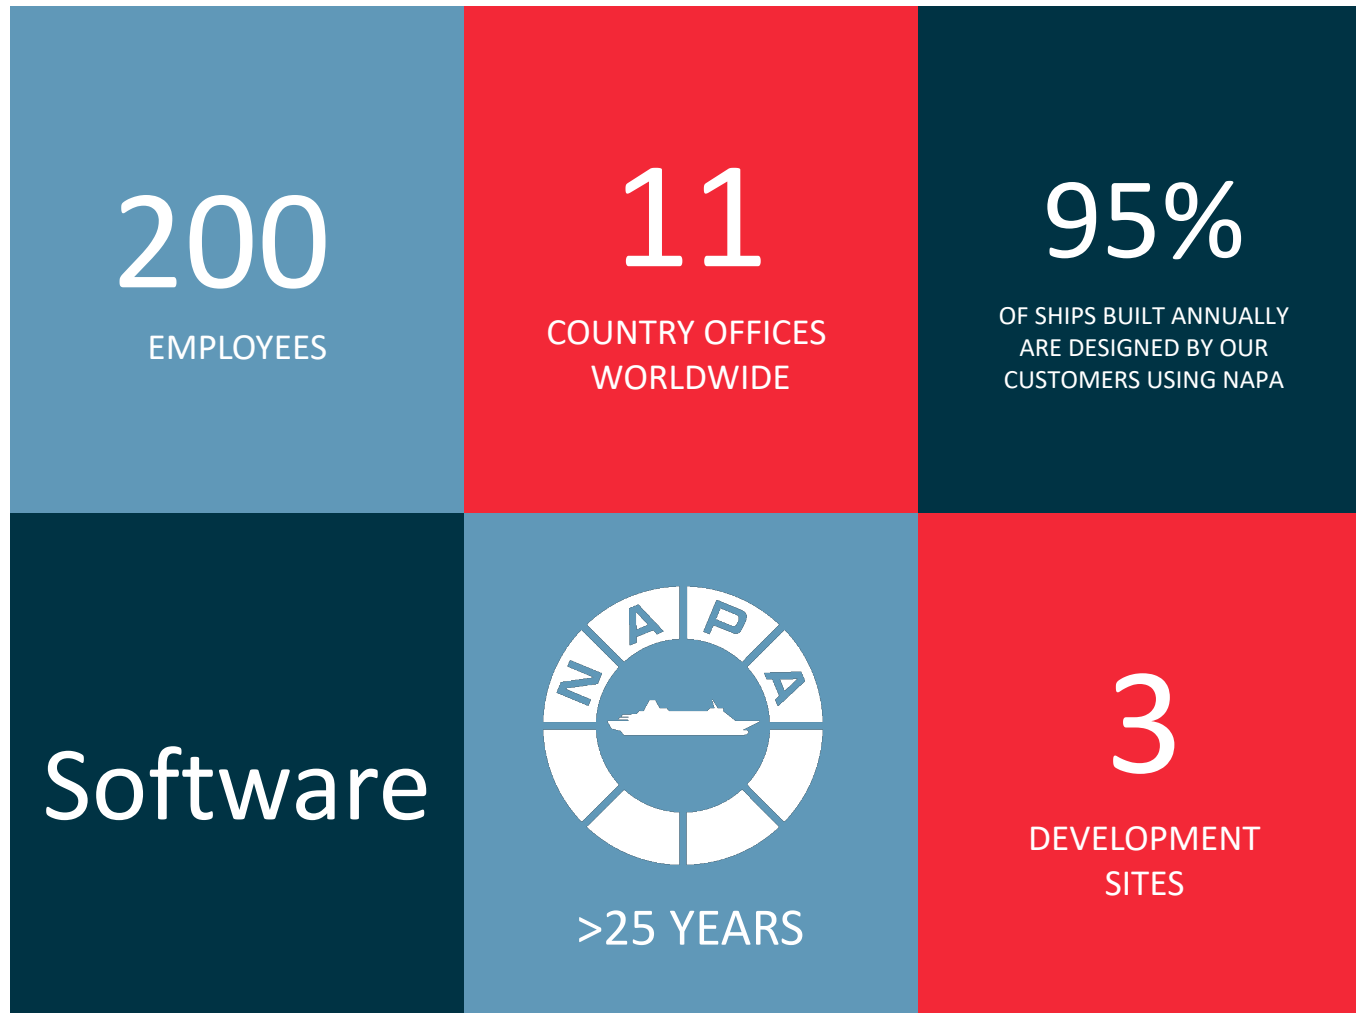 200
EMPLOYEES
11
COUNTRY OFFICES
WORLDWIDE
95%
OF SHIPS BUILT ANNUALLY
ARE DESIGNED BY OUR
CUSTOMERS USING NAPA
Software
NAPA
>25 YEARS
3
DEVELOPMENT
SITES